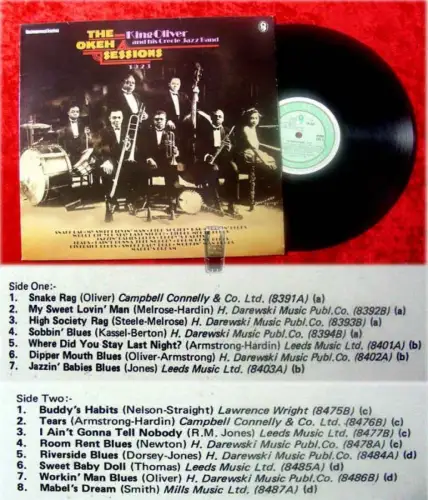 THE OKEH SESSIONS
King Oliver
and his Creole Jazz Band
1923
Side One:-
1. Snake Rag (Oliver) Campbell Connelly & Co. Ltd. (8391A) (a)
2. My Sweet Lovin' Man (Melrose-Hardin) H. Darewski Music Publ.Co. (8392B) (a)
3. High Society Rag (Steele-Melrose) H. Darewski Music Publ.Co. (8393B) (a)
4. Sobbin' Blues (Kassel-Berton) H. Darewski Music Publ.Co. (8394B) (a)
5. Where Did You Stay Last Night? (Armstrong-Hardin) Leeds Music Ltd. (8401A) (b)
6. Dipper Mouth Blues (Oliver-Armstrong) H. Darewski Music Publ.Co. (8402A) (b)
7. Jazzin' Babies Blues (Jones) Leeds Music Ltd. (8403A) (b)
Side Two:-
1. Buddy's Habits (Nelson-Straight) Lawrence Wright (8475B) (c)
2. Tears (Armstrong-Hardin) Campbell Connelly & Co. Ltd. (8476B) (c)
3. I Ain't Gonna Tell Nobody (R.M. Jones) Leeds Music Ltd. (8477B) (c)
4. Room Rent Blues (Newton) H. Darewski Music Publ.Co. (8478A) (c)
5. Riverside Blues (Dorsey-Jones) H. Darewski Music Publ.Co. (8484A) (d)
6. Sweet Baby Doll (Thomas) Leeds Music Ltd. (8485A) (d)
7. Workin' Man Blues (Oliver) H. Darewski Music Publ.Co. (8486B) (d)
8. Mabel's Dream (Smith) Mills Music Ltd. (8487A) (d)